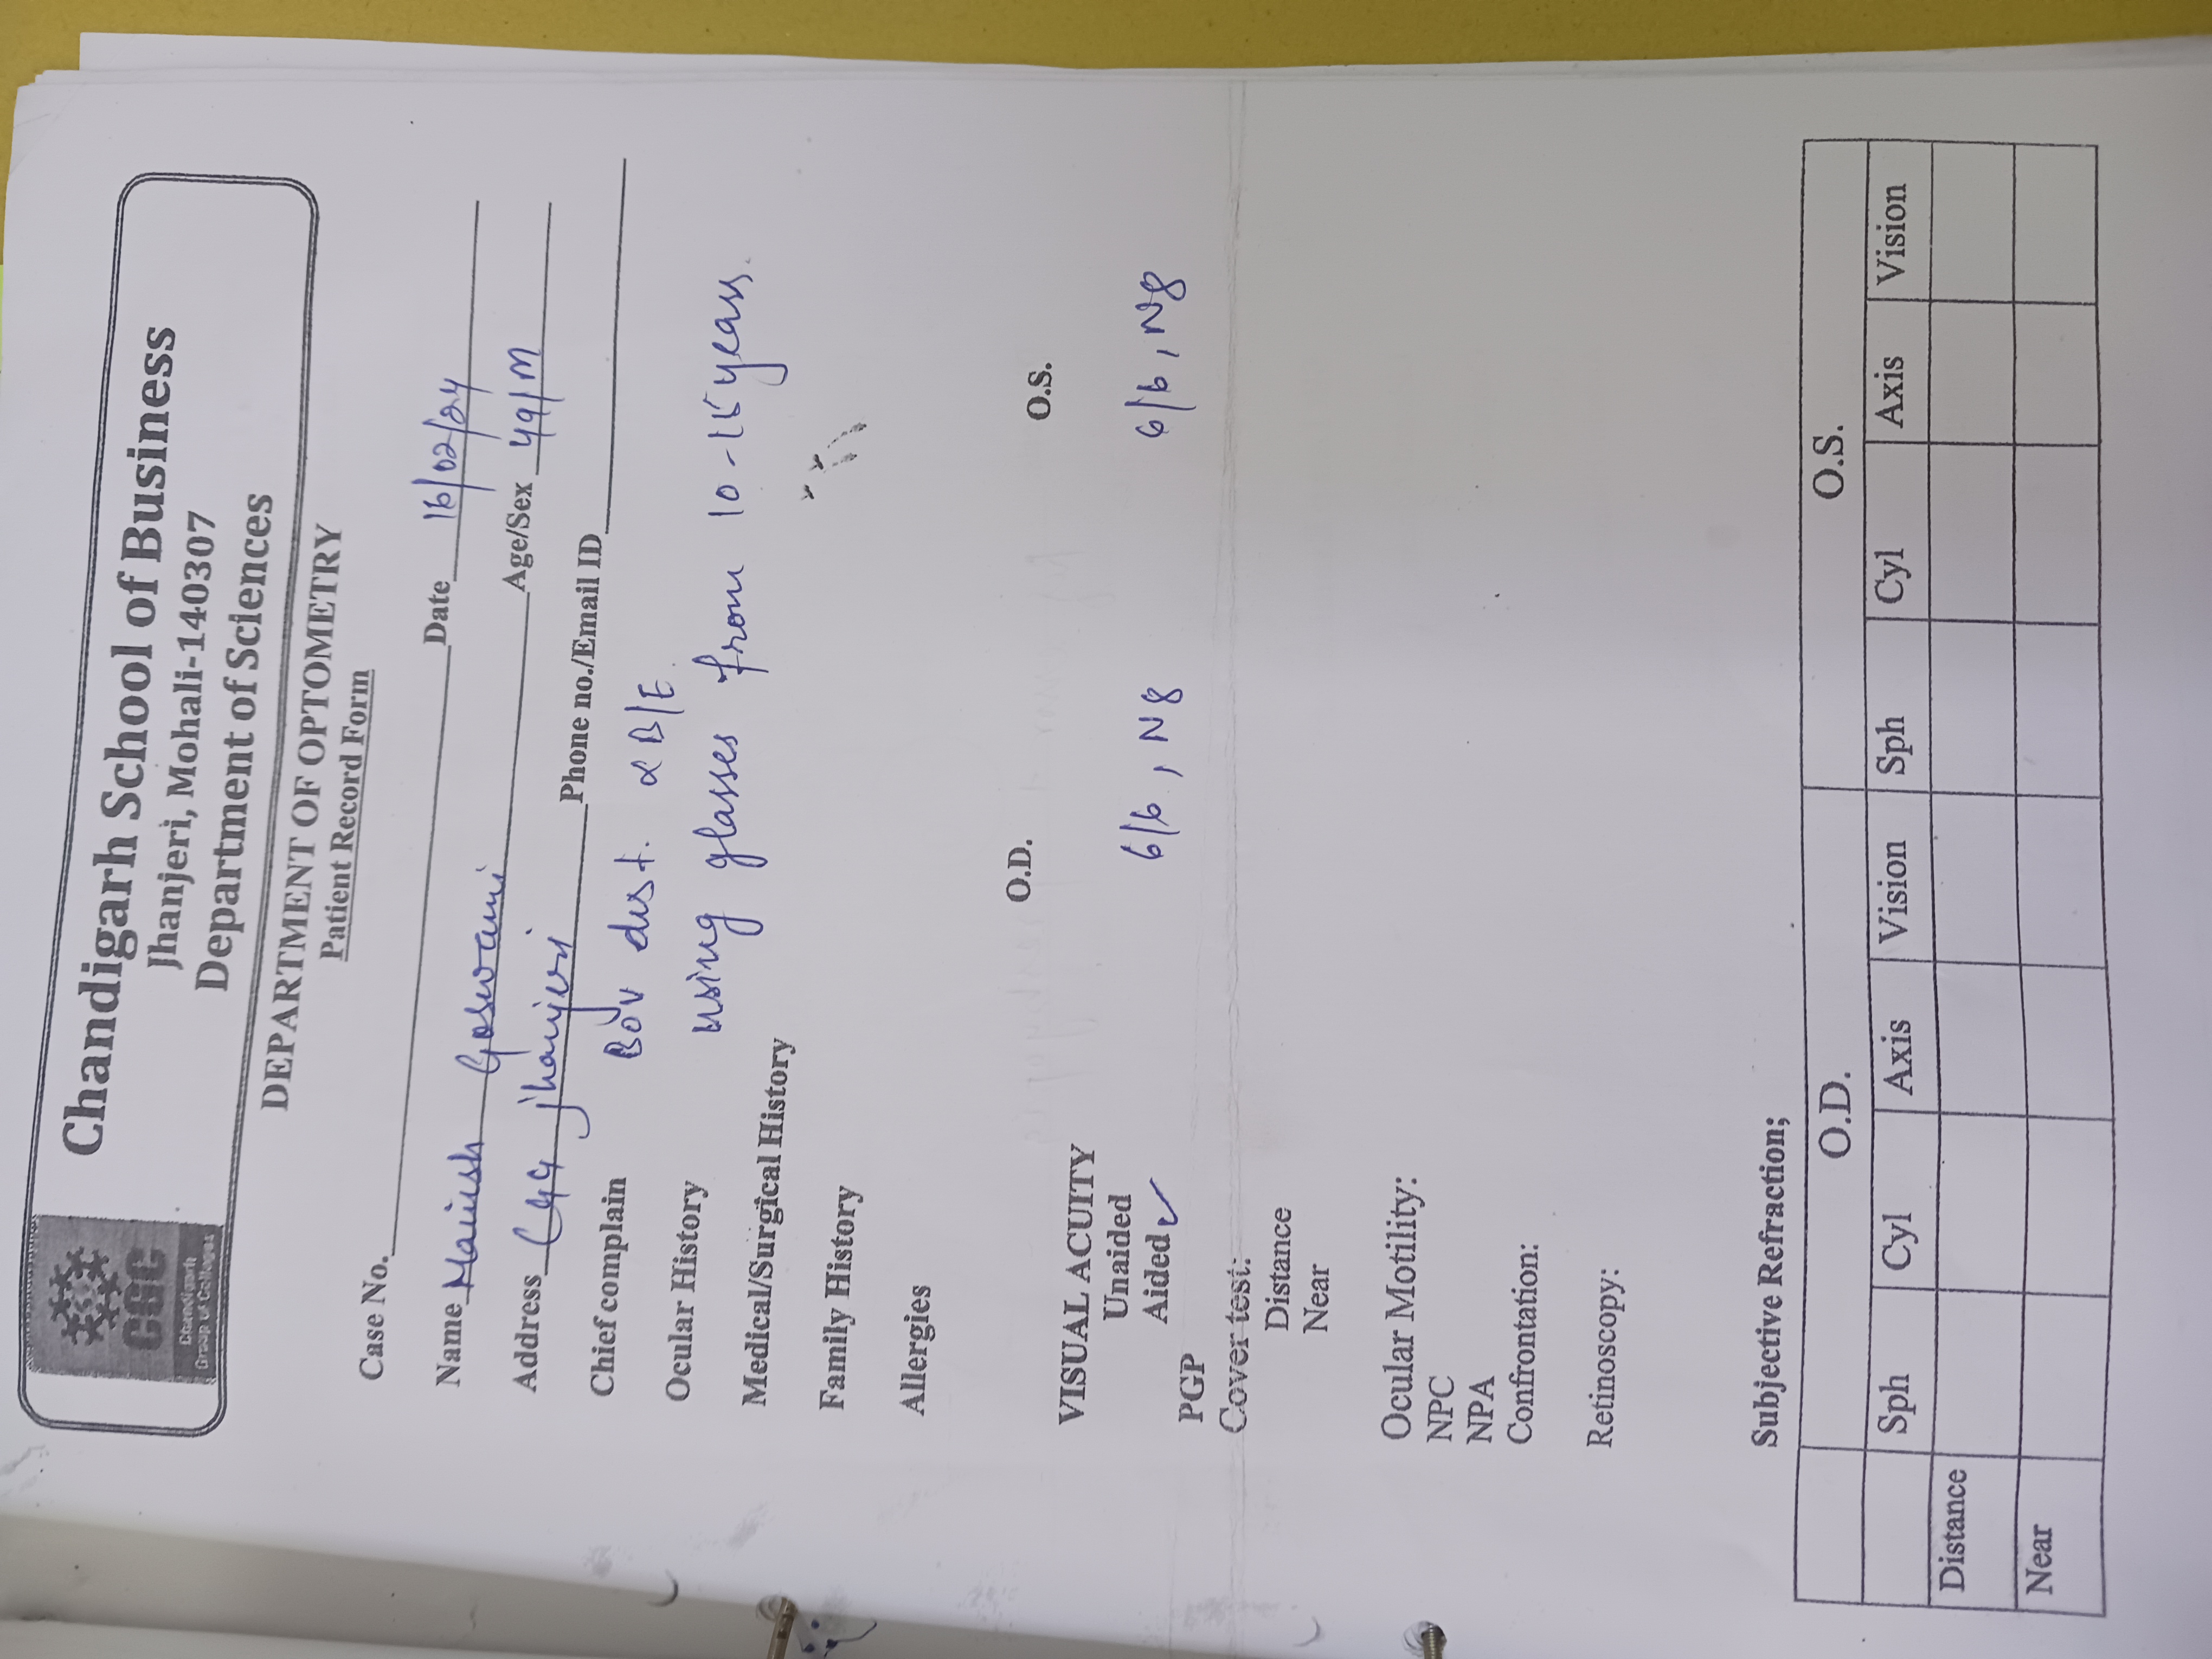 CGC
Chandigarh
Group of Colleges
Chandigarh School of Business
Jhanjeri, Mohali-140307
Department of Sciences
DEPARTMENT OF OPTOMETRY
Patient Record Form
Case No.
Date 16/02/24
Name Manish Goswami
Age/Sex 49/M
Address CGC Jhanjeri Phone no./Email ID
Chief complain BOV dist. B/E.
Ocular History using glasses from 10-15 years.
Medical/Surgical History
Family History
Allergies
O.D. O.S.
VISUAL ACUITY
Unaided
Aided ✓ 6/6, N8 6/6, N8
PGP
Cover test:
Distance
Near
Ocular Motility:
NPC
NPA
Confrontation:
Retinoscopy:
Subjective Refraction;
O.D. O.S.
Sph Cyl Axis Vision Sph Cyl Axis Vision
Distance
Near